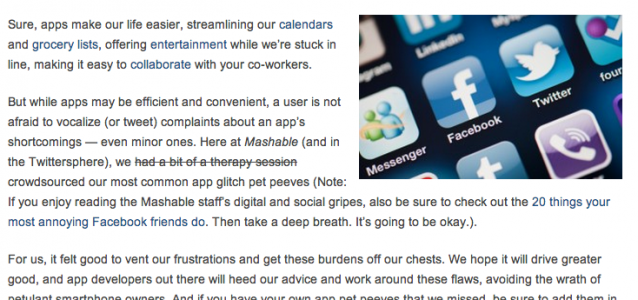 Sure, apps make our life easier, streamlining our calendars
and grocery lists, offering entertainment while we're stuck in
line, making it easy to collaborate with your co-workers.
But while apps may be efficient and convenient, a user is not
afraid to vocalize (or tweet) complaints about an app's
shortcomings — even minor ones. Here at Mashable (and in
the Twittersphere), we had a bit of a therapy session
crowdsourced our most common app glitch pet peeves (Note:
If you enjoy reading the Mashable staff's digital and social gripes, also be sure to check out the 20 things your
most annoying Facebook friends do. Then take a deep breath. It's going to be okay.).
For us, it felt good to vent our frustrations and get these burdens off our chests. We hope it will drive greater
good, and app developers out there will heed our advice and work around these flaws, avoiding the wrath of
petulant smartphone owners. And if you have your own app pet peeves that we missed, be sure to add them in
LinkedIn
Messenger
Facebook
Twitter